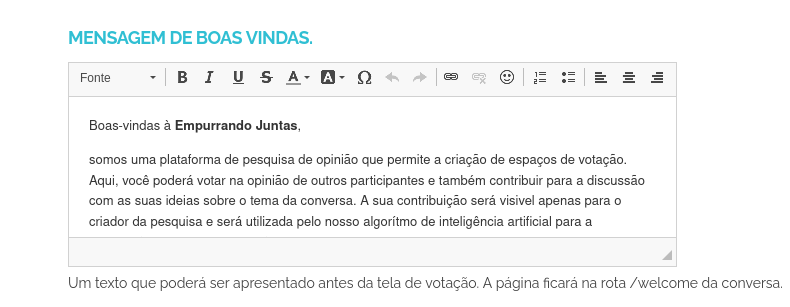 MENSAGEM DE BOAS VINDAS.
Fonte B I U S A A Ω
Boas-vindas à Empurrando Juntas,
somos uma plataforma de pesquisa de opinião que permite a criação de espaços de votação.
Aqui, você poderá votar na opinião de outros participantes e também contribuir para a discussão
com as suas ideias sobre o tema da conversa. A sua contribuição será visivel apenas para o
criador da pesquisa e será utilizada pelo nosso algorítmo de inteligência artificial para a
Um texto que poderá ser apresentado antes da tela de votação. A página ficará na rota /welcome da conversa.